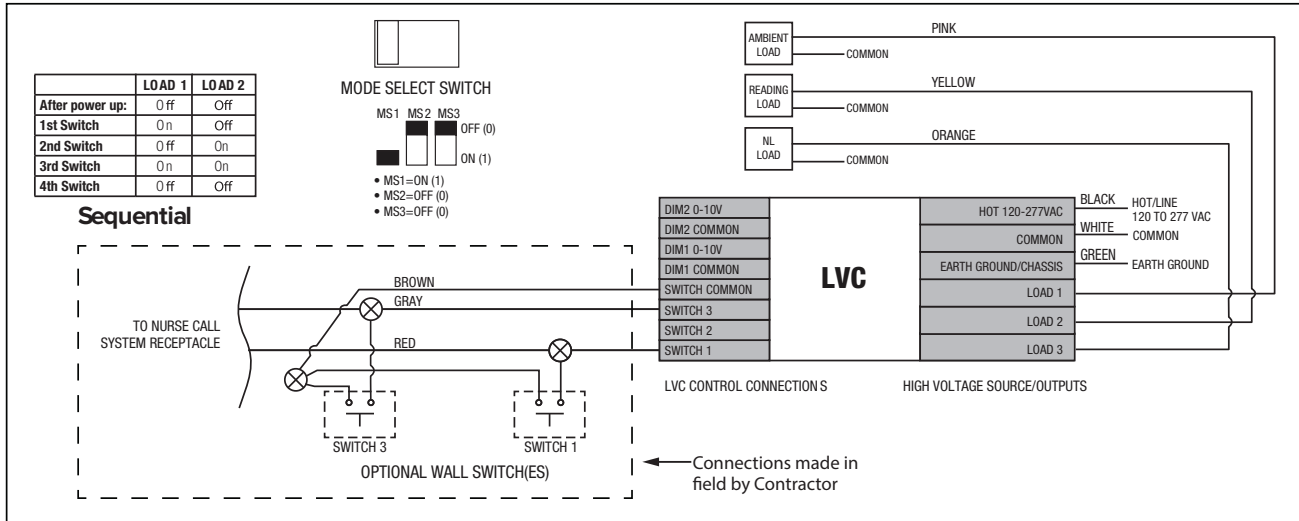 LOAD 1 LOAD 2
After power up: Off Off
1st Switch On Off
2nd Switch Off On
3rd Switch On On
4th Switch Off Off
Sequential
MODE SELECT SWITCH
MS1 MS2 MS3
OFF (0)
ON (1)
• MS1=ON (1)
• MS2=OFF (0)
• MS3=OFF (0)
AMBIENT
LOAD
PINK
COMMON
READING
LOAD
YELLOW
COMMON
NL
LOAD
ORANGE
COMMON
DIM2 0-10V
DIM2 COMMON
DIM1 0-10V
DIM1 COMMON
SWITCH COMMON
SWITCH 3
SWITCH 2
SWITCH 1
LVC
HOT 120-277VAC
COMMON
EARTH GROUND/CHASSIS
LOAD 1
LOAD 2
LOAD 3
BLACK
HOT/LINE
120 TO 277 VAC
WHITE
COMMON
GREEN
EARTH GROUND
LVC CONTROL CONNECTIONS
HIGH VOLTAGE SOURCE/OUTPUTS
BROWN
GRAY
RED
TO NURSE CALL
SYSTEM RECEPTACLE
SWITCH 3
SWITCH 1
OPTIONAL WALL SWITCH(ES)
Connections made in
field by Contractor